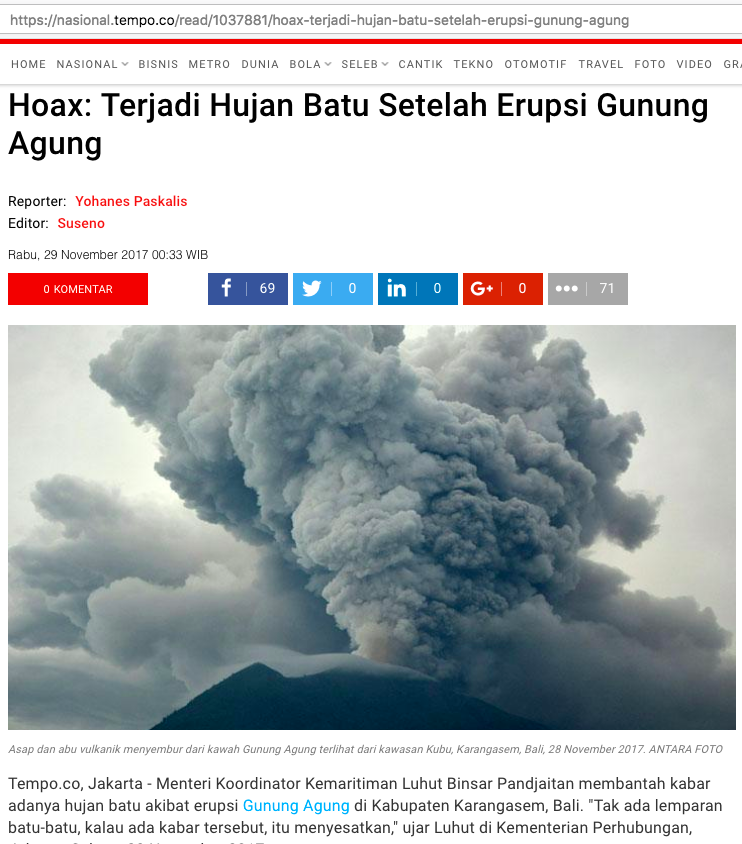 https://nasional.tempo.co/read/1037881/hoax-terjadi-hujan-batu-setelah-erupsi-gunung-agung
HOME NASIONAL BISNIS METRO DUNIA BOLA SELEB CANTIK TEKNO OTOMOTIF TRAVEL FOTO VIDEO GRA
Hoax: Terjadi Hujan Batu Setelah Erupsi Gunung
Agung
Reporter: Yohanes Paskalis
Editor: Suseno
Rabu, 29 November 2017 00:33 WIB
0 KOMENTAR 69 0 0 G+ 0 71
Asap dan abu vulkanik menyembur dari kawah Gunung Agung terlihat dari kawasan Kubu, Karangasem, Bali, 28 November 2017. ANTARA FOTO
Tempo.co, Jakarta - Menteri Koordinator Kemaritiman Luhut Binsar Pandjaitan membantah kabar
adanya hujan batu akibat erupsi Gunung Agung di Kabupaten Karangasem, Bali. "Tak ada lemparan
batu-batu, kalau ada kabar tersebut, itu menyesatkan," ujar Luhut di Kementerian Perhubungan,